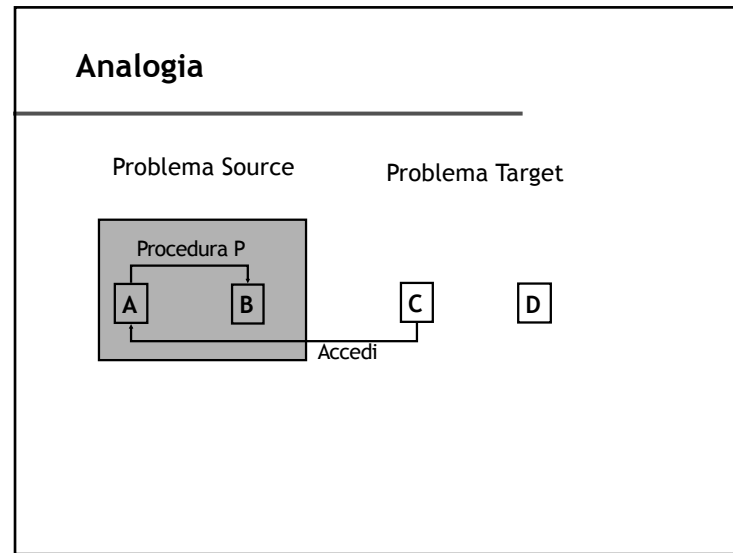 Analogia
Problema Source
Problema Target
Procedura P
A
B
C
D
Accedi